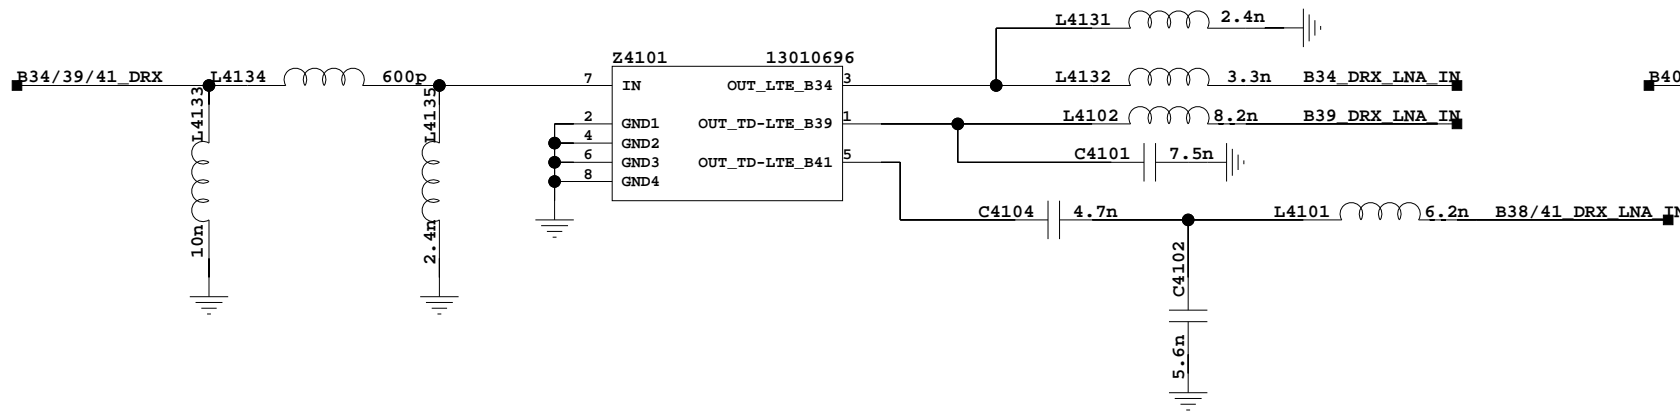 L4131 2.4n
Z4101 13010696
B34/39/41_DRX L4134 600p 7 IN OUT_LTE_B34 3 L4132 3.3n B34_DRX_LNA_IN B40
L4133 L4135
2 GND1 OUT_TD-LTE_B39 1 L4102 8.2n B39_DRX_LNA_IN
4 GND2
6 GND3 OUT_TD-LTE_B41 5 C4101 7.5n
8 GND4
10n 2.4n
C4104 4.7n L4101 6.2n B38/41_DRX_LNA_IN
C4102
5.6n